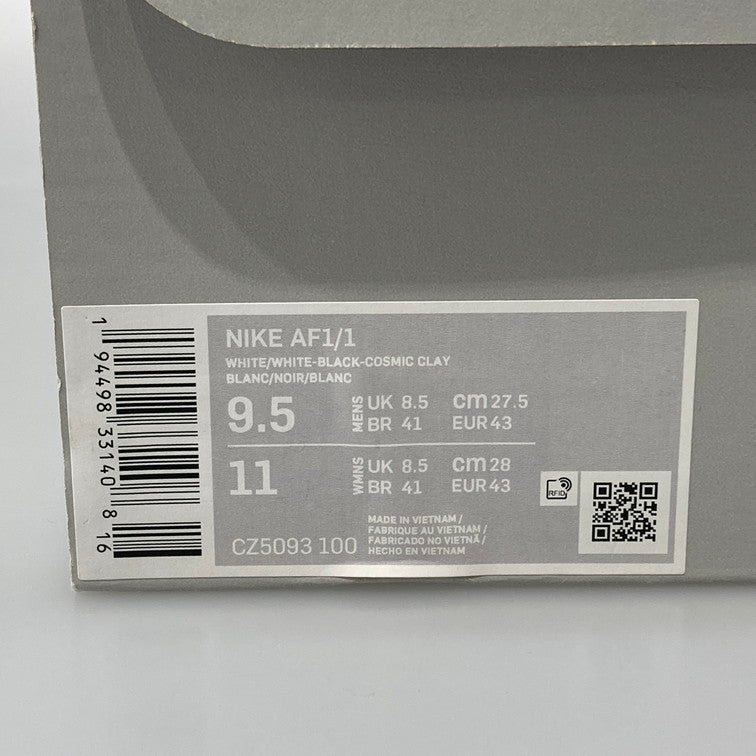 1 94498 33140 8 16
NIKE AF1/1
WHITE/WHITE-BLACK-COSMIC CLAY
BLANC/NOIR/BLANC
9.5 MENS UK 8.5 cm 27.5
BR 41 EUR 43
11 WMNS UK 8.5 cm 28
BR 41 EUR 43
RFID
CZ5093 100
MADE IN VIETNAM /
FABRIQUE AU VIETNAM /
FABRICADO NO VIETNÃ /
HECHO EN VIETNAM